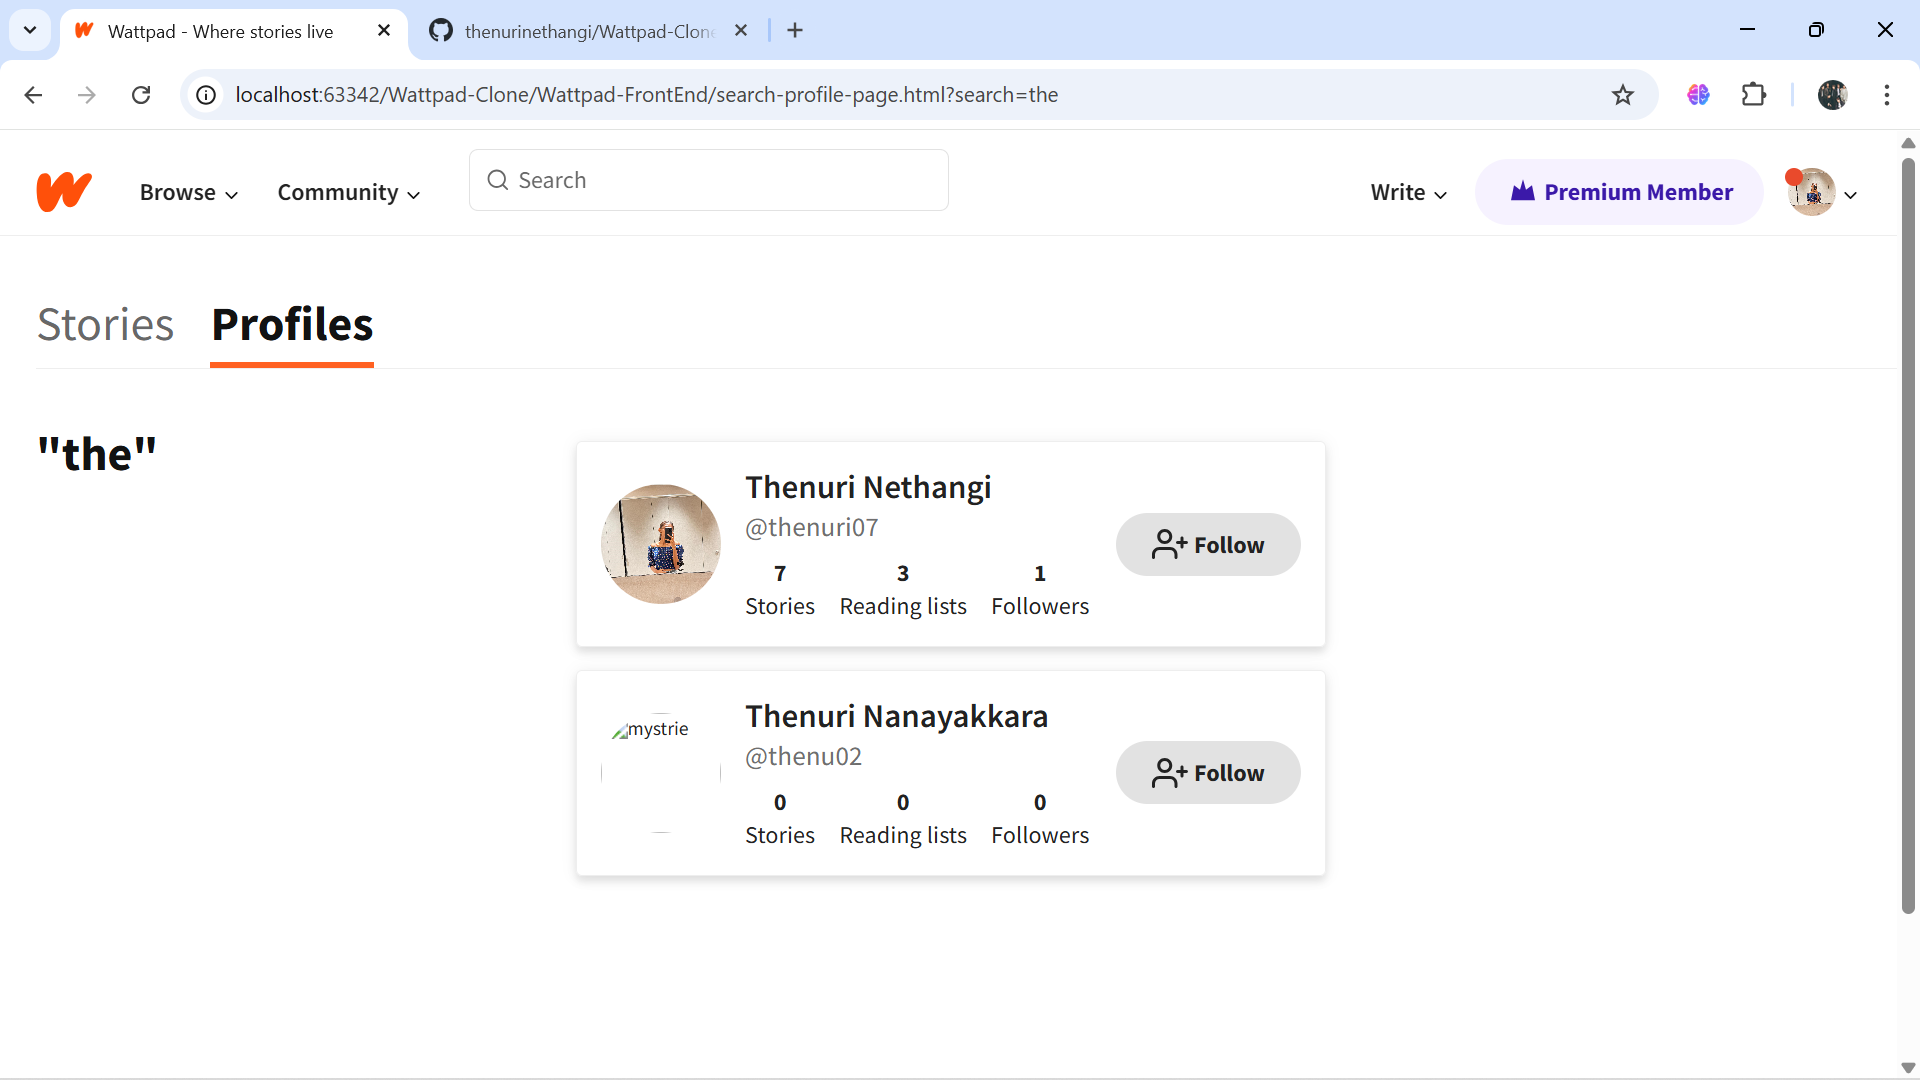 Wattpad - Where stories live
thenurinethangi/Wattpad-Clone
localhost:63342/Wattpad-Clone/Wattpad-FrontEnd/search-profile-page.html?search=the
Browse
Community
Search
Write
Premium Member
Stories
Profiles
"the"
Thenuri Nethangi
@thenuri07
7
3
1
Stories
Reading lists
Followers
Follow
mystrie
Thenuri Nanayakkara
@thenu02
0
0
0
Stories
Reading lists
Followers
Follow